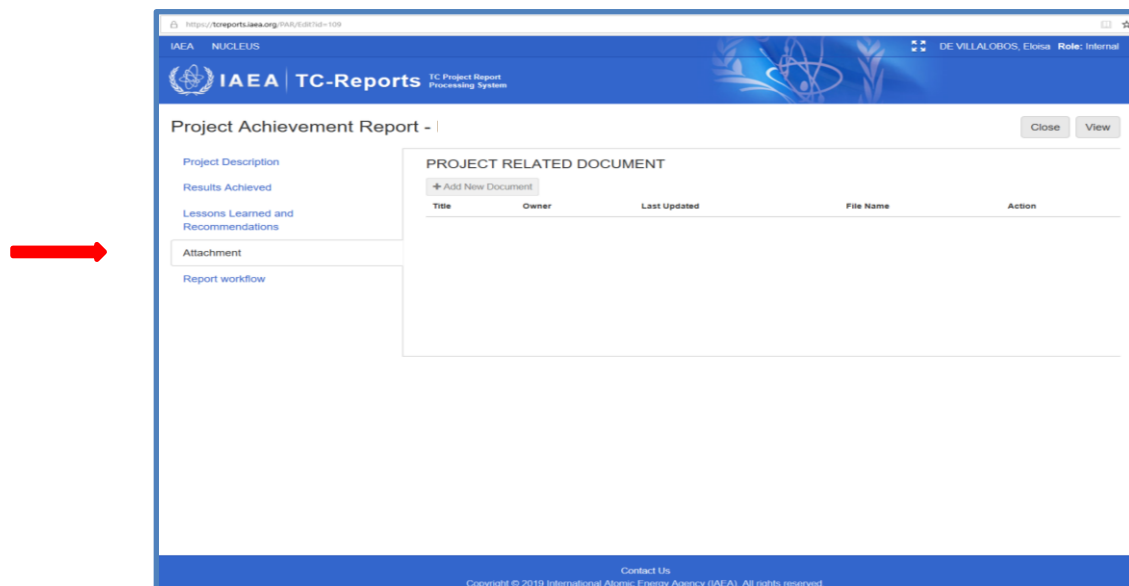 https://tcreports.iaea.org/PAR/Edit?id=109
IAEA NUCLEUS
DE VILLALOBOS, Eloisa Role: Internal
IAEA TC-Reports TC Project Report
Processing System
Project Achievement Report -
Close View
Project Description
Results Achieved
Lessons Learned and
Recommendations
Attachment
Report workflow
PROJECT RELATED DOCUMENT
+ Add New Document
Title Owner Last Updated File Name Action
Contact Us
Copyright © 2019 International Atomic Energy Agency (IAEA). All rights reserved.